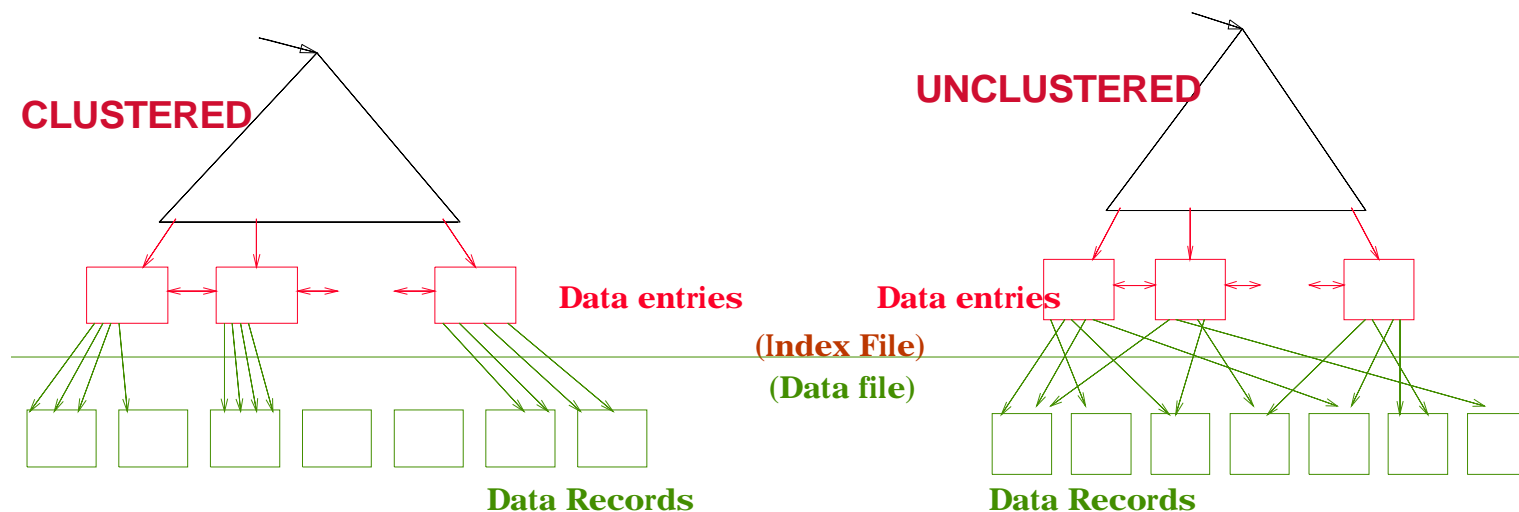 CLUSTERED
UNCLUSTERED
Data entries
Data entries
(Index File)
(Data file)
Data Records
Data Records